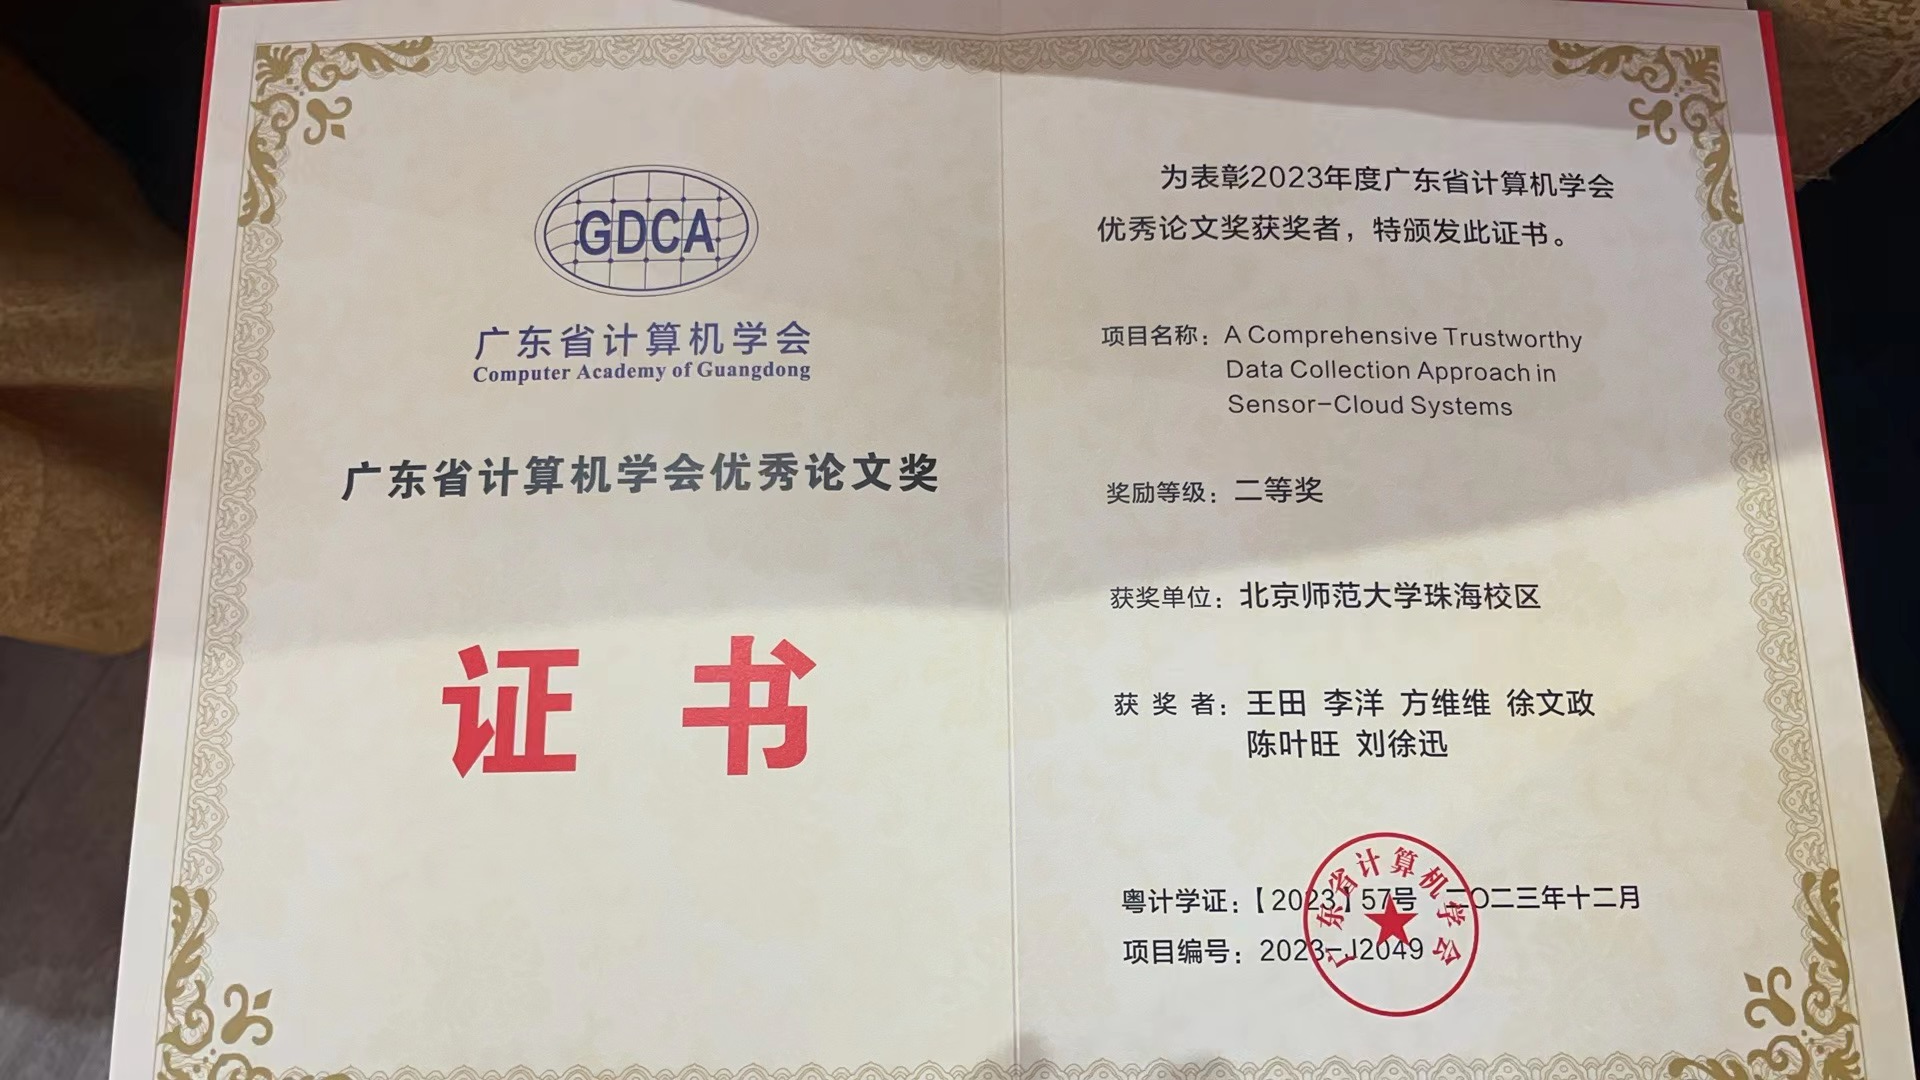 GDCA
广东省计算机学会
Computer Academy of Guangdong
广东省计算机学会优秀论文奖
证书
为表彰2023年度广东省计算机学会
优秀论文奖获奖者，特颁发此证书。
项目名称：A Comprehensive Trustworthy
Data Collection Approach in
Sensor-Cloud Systems
奖励等级：二等奖
获奖单位：北京师范大学珠海校区
获奖者：王田 李洋 方维维 徐文政
陈叶旺 刘徐迅
粤计学证：【2023】57号 二〇二三年十二月
项目编号：2023-J2049
广东省计算机学会